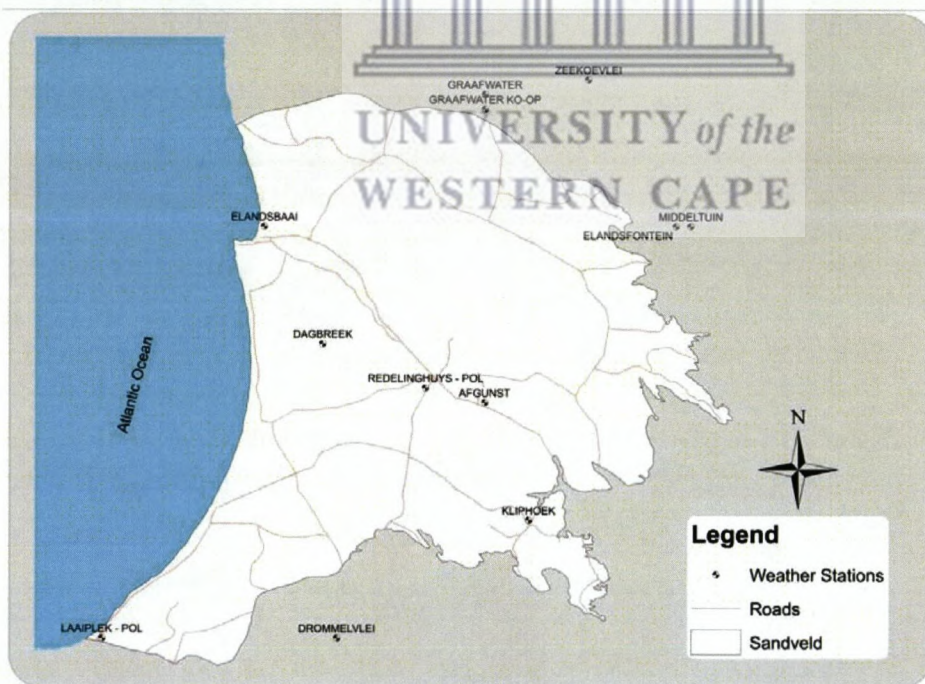 ZEEKOEVLEI
GRAAFWATER
GRAAFWATER KO-OP
UNIVERSITY of the
WESTERN CAPE
ELANDSBAAI
MIDDELTUIN
ELANDSFONTEIN
DAGBREEK
Atlantic Ocean
REDELINGHUYS - POL
AFGUNST
N
KLIPHOEK
Legend
Weather Stations
Roads
Sandveld
LAAIPLEK - POL
DROMMELVLEI